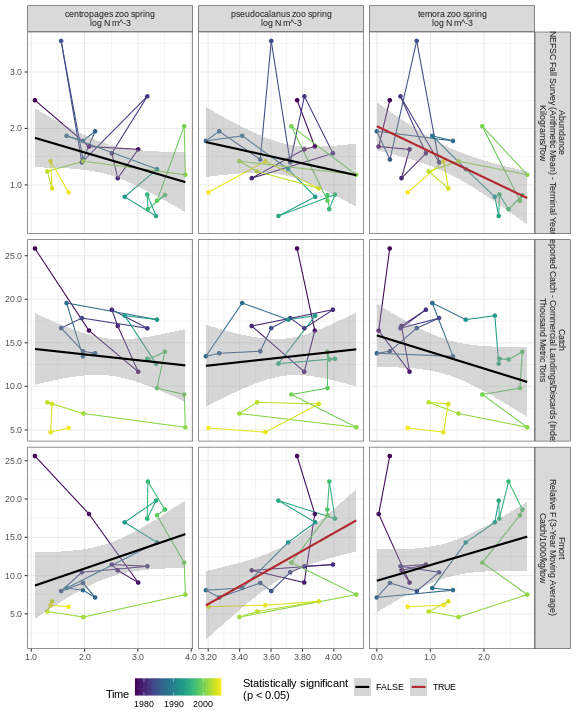 centropages zoo spring
log N m^-3
pseudocalanus zoo spring
log N m^-3
temora zoo spring
log N m^-3
3.0
2.0
1.0
Abundance
NEFSC Fall Survey (Arithmetic Mean) - Terminal Year
Kilograms/Tow
25.0
20.0
15.0
10.0
5.0
Catch
Reported Catch - Commercial Landings/Discards (Inde
Thousand Metric Tons
25.0
20.0
15.0
10.0
5.0
Fmort
Relative F (3-Year Moving Average)
Catch/1000/kg/tow
1.0 2.0 3.0 4.0 3.20 3.40 3.60 3.80 4.00 0.0 1.0 2.0
Time
1980 1990 2000
Statistically significant
(p < 0.05)
FALSE TRUE